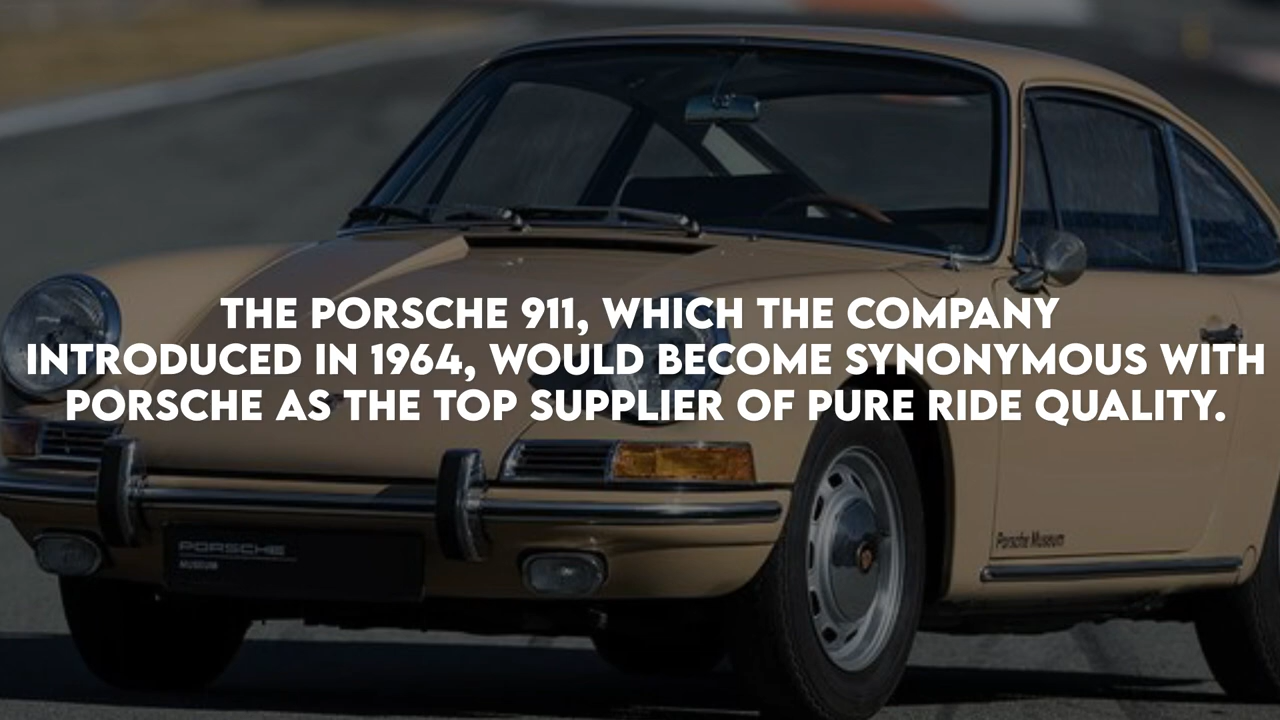 THE PORSCHE 911, WHICH THE COMPANY
INTRODUCED IN 1964, WOULD BECOME SYNONYMOUS WITH
PORSCHE AS THE TOP SUPPLIER OF PURE RIDE QUALITY.
PORSCHE
MUSEUM
Porsche Museum